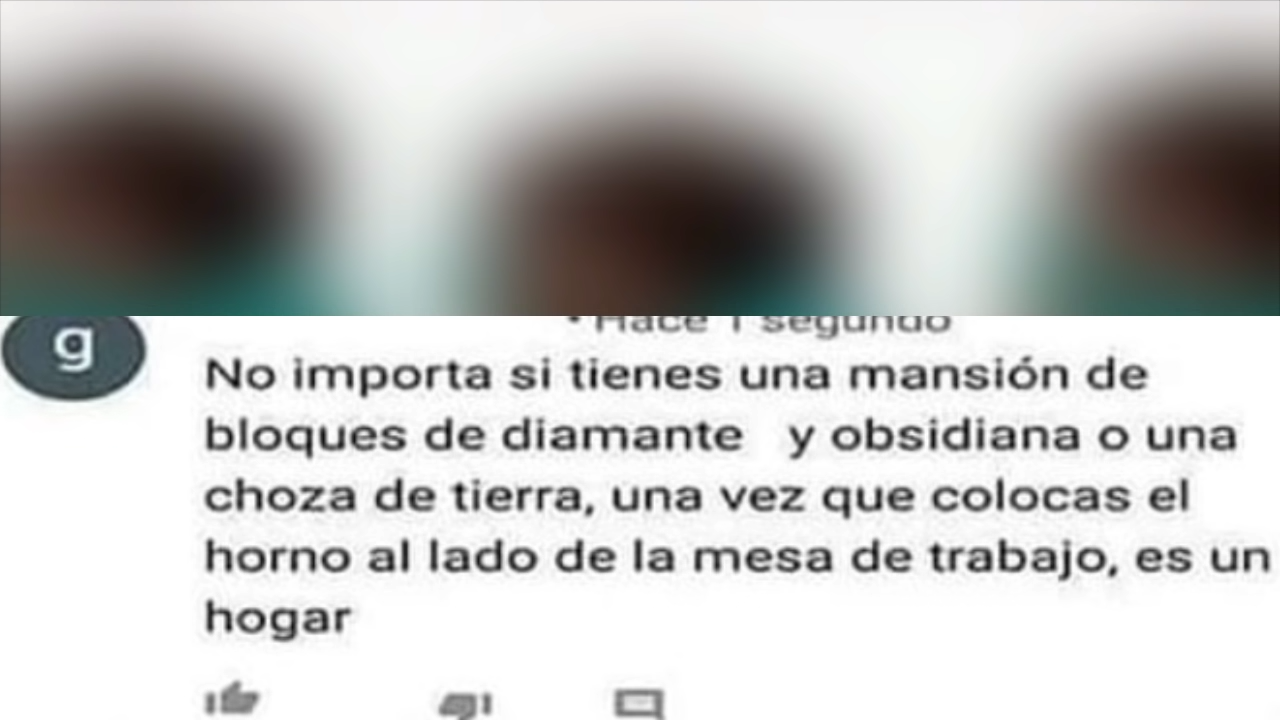 g
• Hace 1 segundo
No importa si tienes una mansión de
bloques de diamante y obsidiana o una
choza de tierra, una vez que colocas el
horno al lado de la mesa de trabajo, es un
hogar